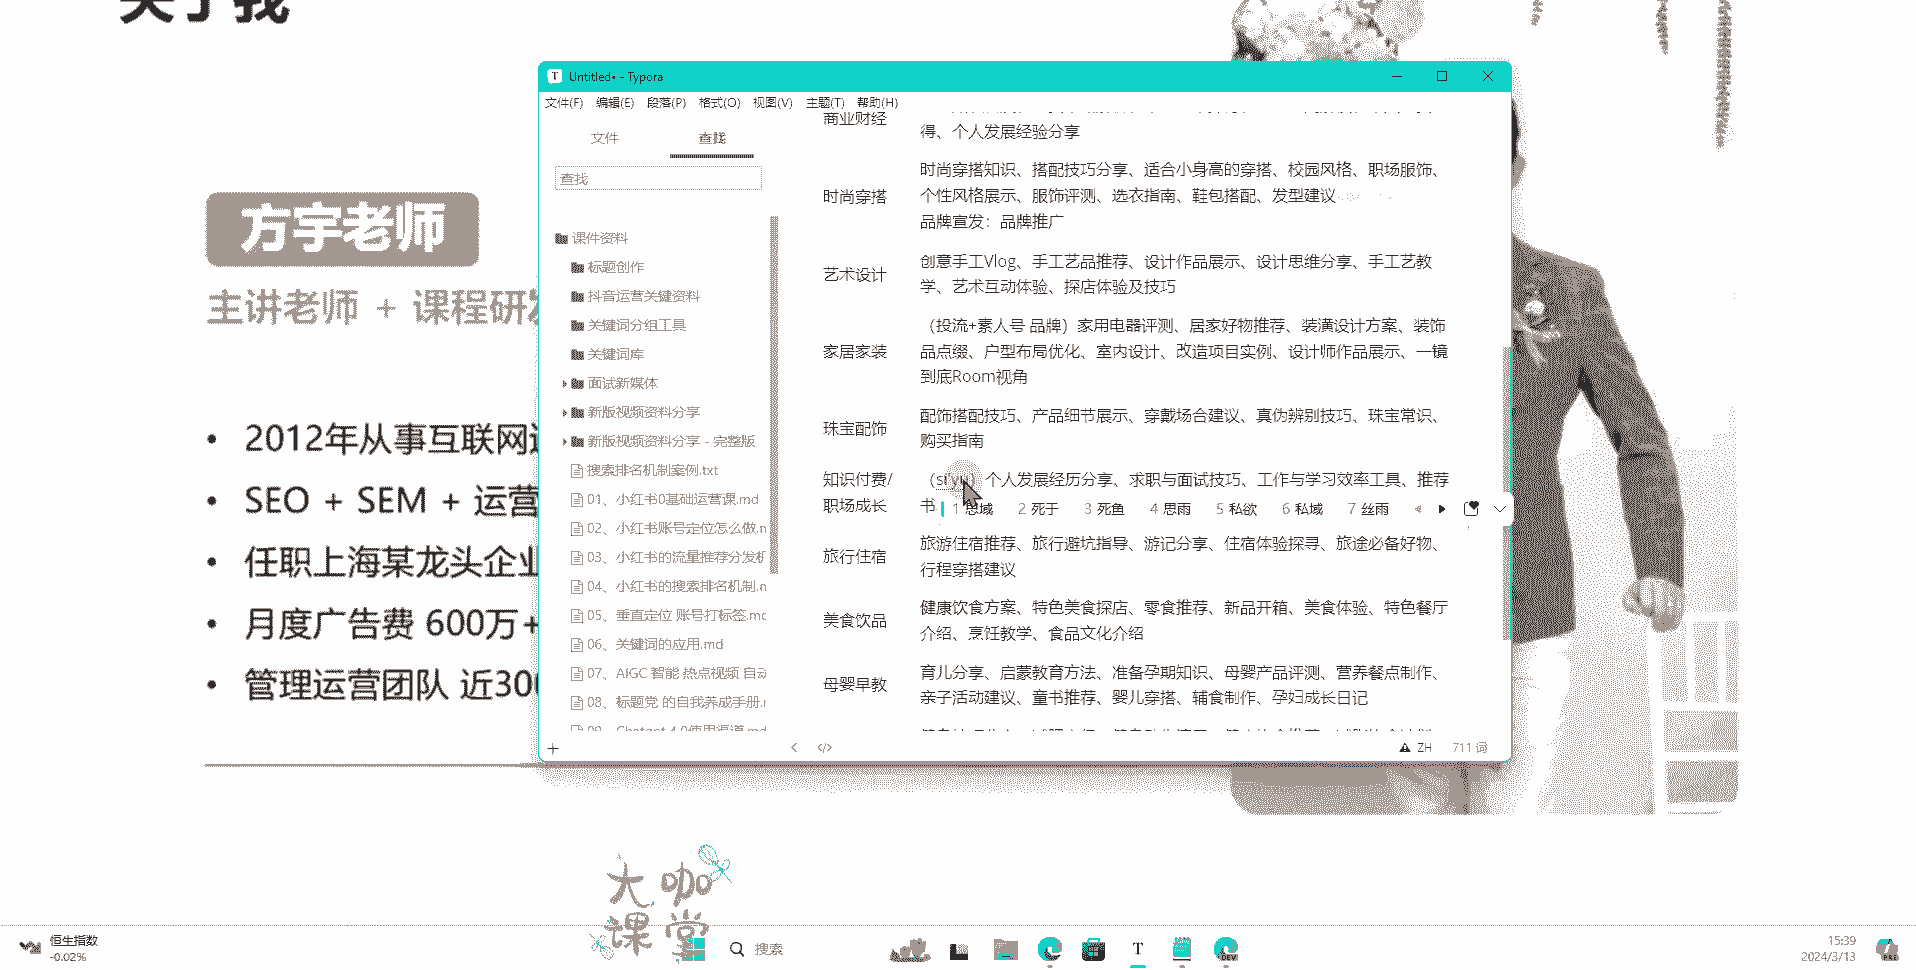 关于我
方宇老师
主讲老师 + 课程研发
2012年从事互联网
SEO + SEM + 运营
任职上海某龙头企业
月度广告费 600万+
管理运营团队 近300
Untitled• - Typora
文件(F) 编辑(E) 段落(P) 格式(O) 视图(V) 主题(T) 帮助(H)
文件 查找
查找
课件资料
标题创作
抖音运营关键资料
关键词分组工具
关键词库
面试新媒体
新版视频资料分享
新版视频资料分享 - 完整版
搜索排名机制案例.txt
01、小红书0基础运营课.md
02、小红书账号定位怎么做.m
03、小红书的流量推荐分发机
04、小红书的搜索排名机制.m
05、垂直定位 账号打标签.mc
06、关键词的应用.md
07、AIGC 智能 热点视频 自动
08、标题党 的自我养成手册.r
09、Chatgpt 4.0使用渠道.md
商业财经
得、个人发展经验分享
时尚穿搭
时尚穿搭知识、搭配技巧分享、适合小身高的穿搭、校园风格、职场服饰、
个性风格展示、服饰评测、选衣指南、鞋包搭配、发型建议
品牌宣发：品牌推广
艺术设计
创意手工Vlog、手工艺品推荐、设计作品展示、设计思维分享、手工艺教
学、艺术互动体验、探店体验及技巧
家居家装
（投流+素人号 品牌）家用电器评测、居家好物推荐、装潢设计方案、装饰
品点缀、户型布局优化、室内设计、改造项目实例、设计师作品展示、一镜
到底Room视角
珠宝配饰
配饰搭配技巧、产品细节展示、穿戴场合建议、真伪辨别技巧、珠宝常识、
购买指南
知识付费/
职场成长
（si'yu）个人发展经历分享、求职与面试技巧、工作与学习效率工具、推荐
书
1 思域 2 死于 3 死鱼 4 思雨 5 私欲 6 私域 7 丝雨
旅行住宿
旅游住宿推荐、旅行避坑指导、游记分享、住宿体验探寻、旅途必备好物、
行程穿搭建议
美食饮品
健康饮食方案、特色美食探店、零食推荐、新品开箱、美食体验、特色餐厅
介绍、烹饪教学、食品文化介绍
母婴早教
育儿分享、启蒙教育方法、准备孕期知识、母婴产品评测、营养餐点制作、
亲子活动建议、童书推荐、婴儿穿搭、辅食制作、孕妇成长日记
ZH 711 词
大咖
课堂
恒生指数
-0.02%
搜索
15:39
2024/3/13